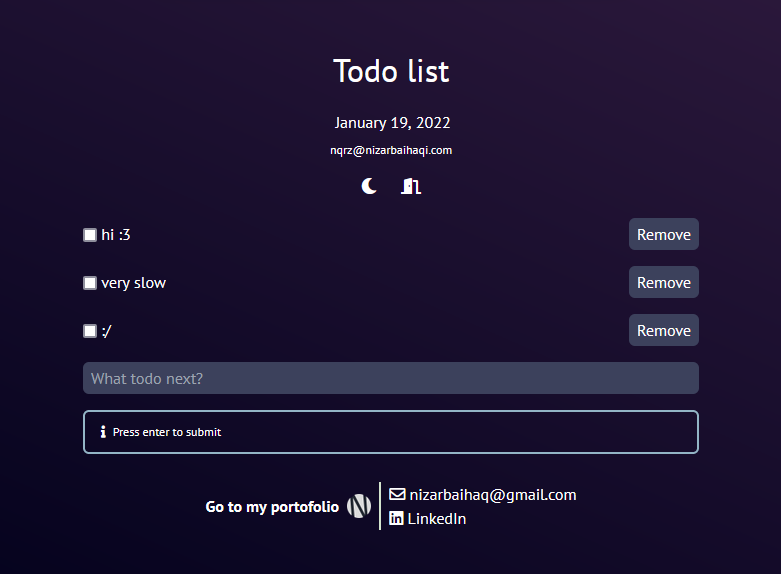 Todo list
January 19, 2022
nqrz@nizarbaihaqi.com
hi :3 Remove
very slow Remove
:/ Remove
What todo next?
Press enter to submit
Go to my portofolio N
nizarbaihaq@gmail.com
LinkedIn